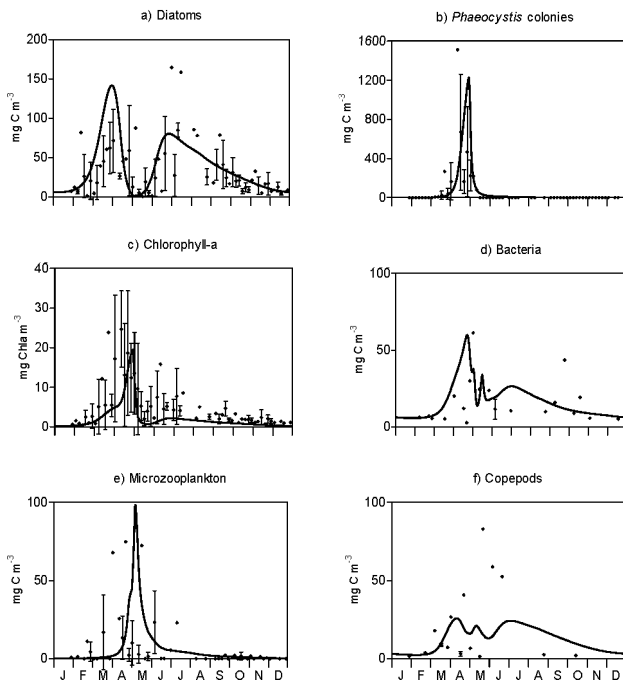 a) Diatoms
200
150
100
50
0
mg C m⁻³
b) Phaeocystis colonies
1600
1200
800
400
0
mg C m⁻³
c) Chlorophyll-a
40
30
20
10
0
mg Chla m⁻³
d) Bacteria
100
50
0
mg C m⁻³
e) Microzooplankton
100
50
0
mg C m⁻³
J F M A M J J A S O N D
f) Copepods
100
50
0
mg C m⁻³
J F M A M J J A S O N D